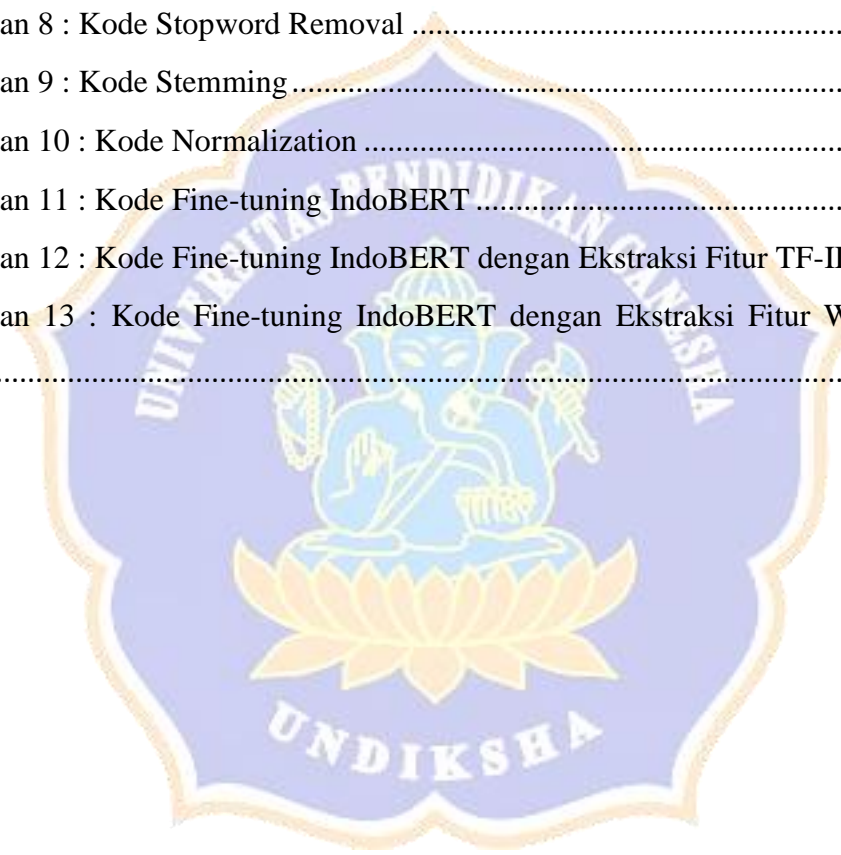 an 8 : Kode Stopword Removal ........................................................
an 9 : Kode Stemming........................................................................
an 10 : Kode Normalization ..............................................................
an 11 : Kode Fine-tuning IndoBERT ................................................
an 12 : Kode Fine-tuning IndoBERT dengan Ekstraksi Fitur TF-I
an 13 : Kode Fine-tuning IndoBERT dengan Ekstraksi Fitur W
.............................................................................................................
UNIVERSITAS PENDIDIKAN GANESHA
UNDIKSHA